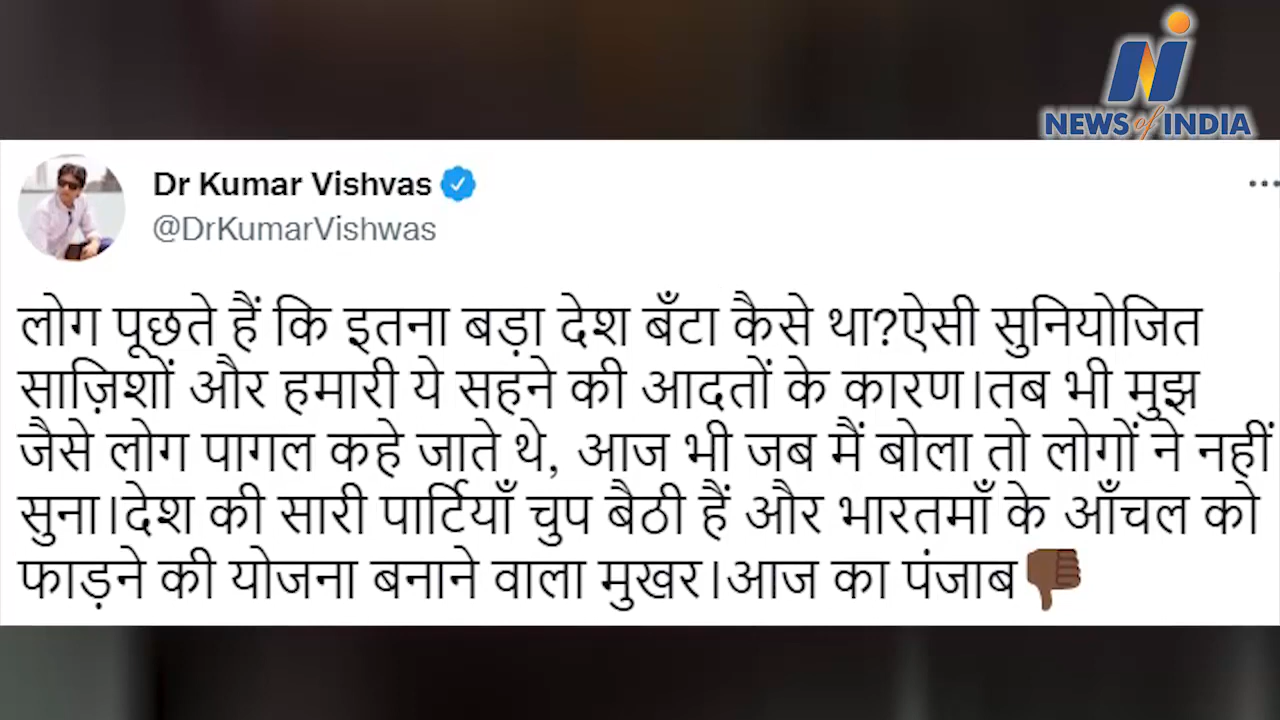 NEWS of INDIA
Dr Kumar Vishvas
@DrKumarVishwas
लोग पूछते हैं कि इतना बड़ा देश बँटा कैसे था?ऐसी सुनियोजित
साज़िशों और हमारी ये सहने की आदतों के कारण।तब भी मुझ
जैसे लोग पागल कहे जाते थे, आज भी जब मैं बोला तो लोगों ने नहीं
सुना।देश की सारी पार्टियाँ चुप बैठी हैं और भारतमाँ के आँचल को
फाड़ने की योजना बनाने वाला मुखर।आज का पंजाब👎🏾